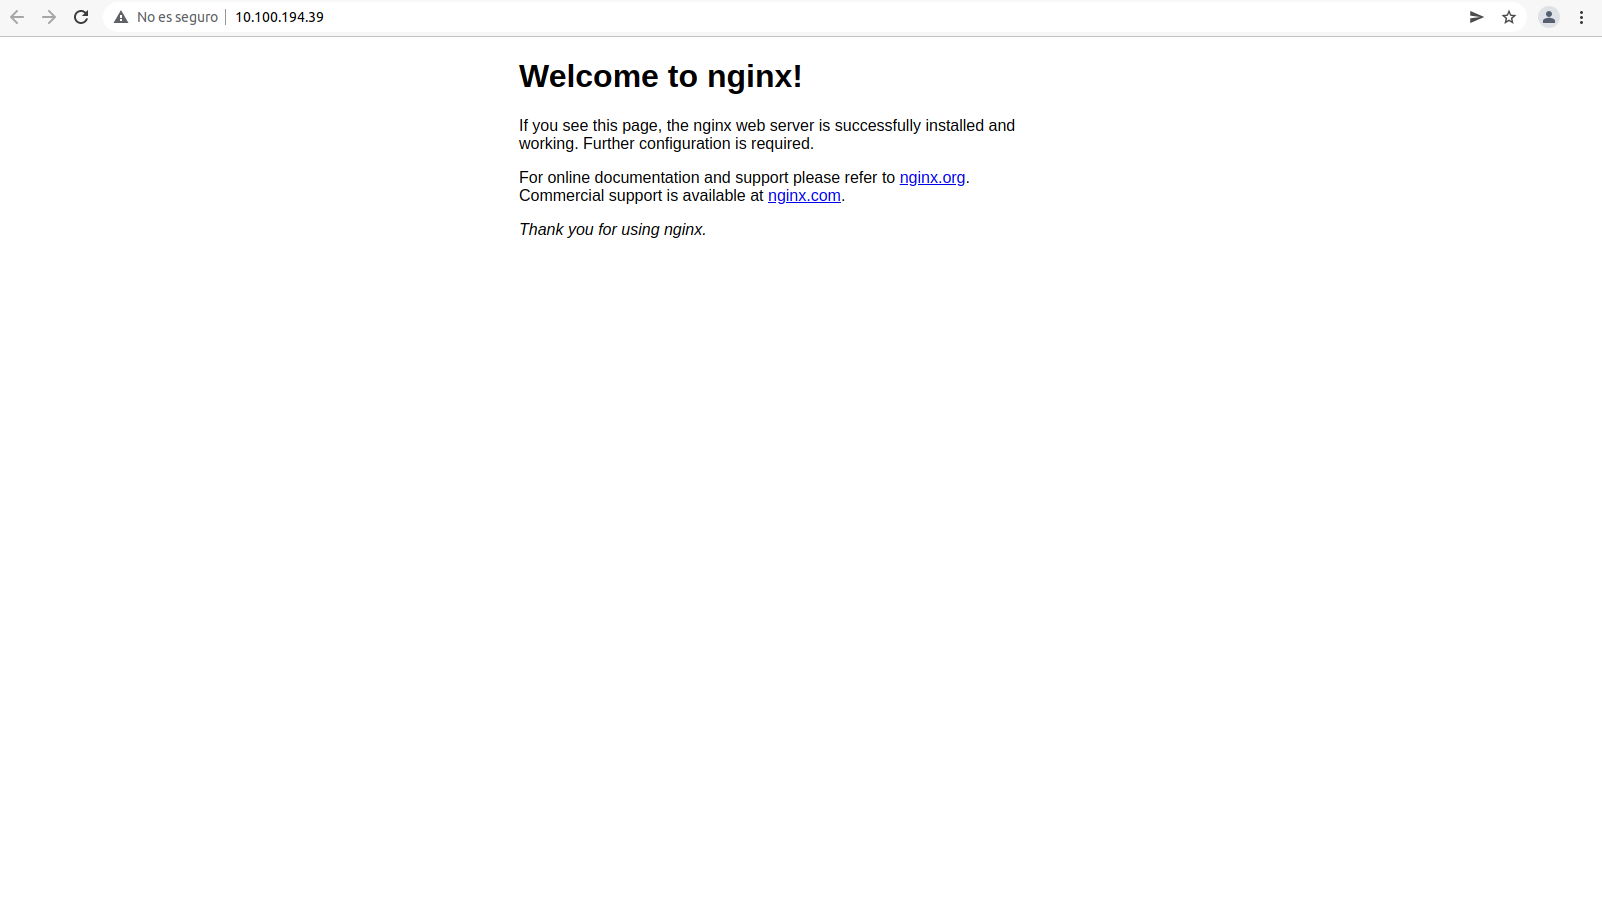 No es seguro 10.100.194.39
Welcome to nginx!
If you see this page, the nginx web server is successfully installed and
working. Further configuration is required.
For online documentation and support please refer to nginx.org.
Commercial support is available at nginx.com.
Thank you for using nginx.